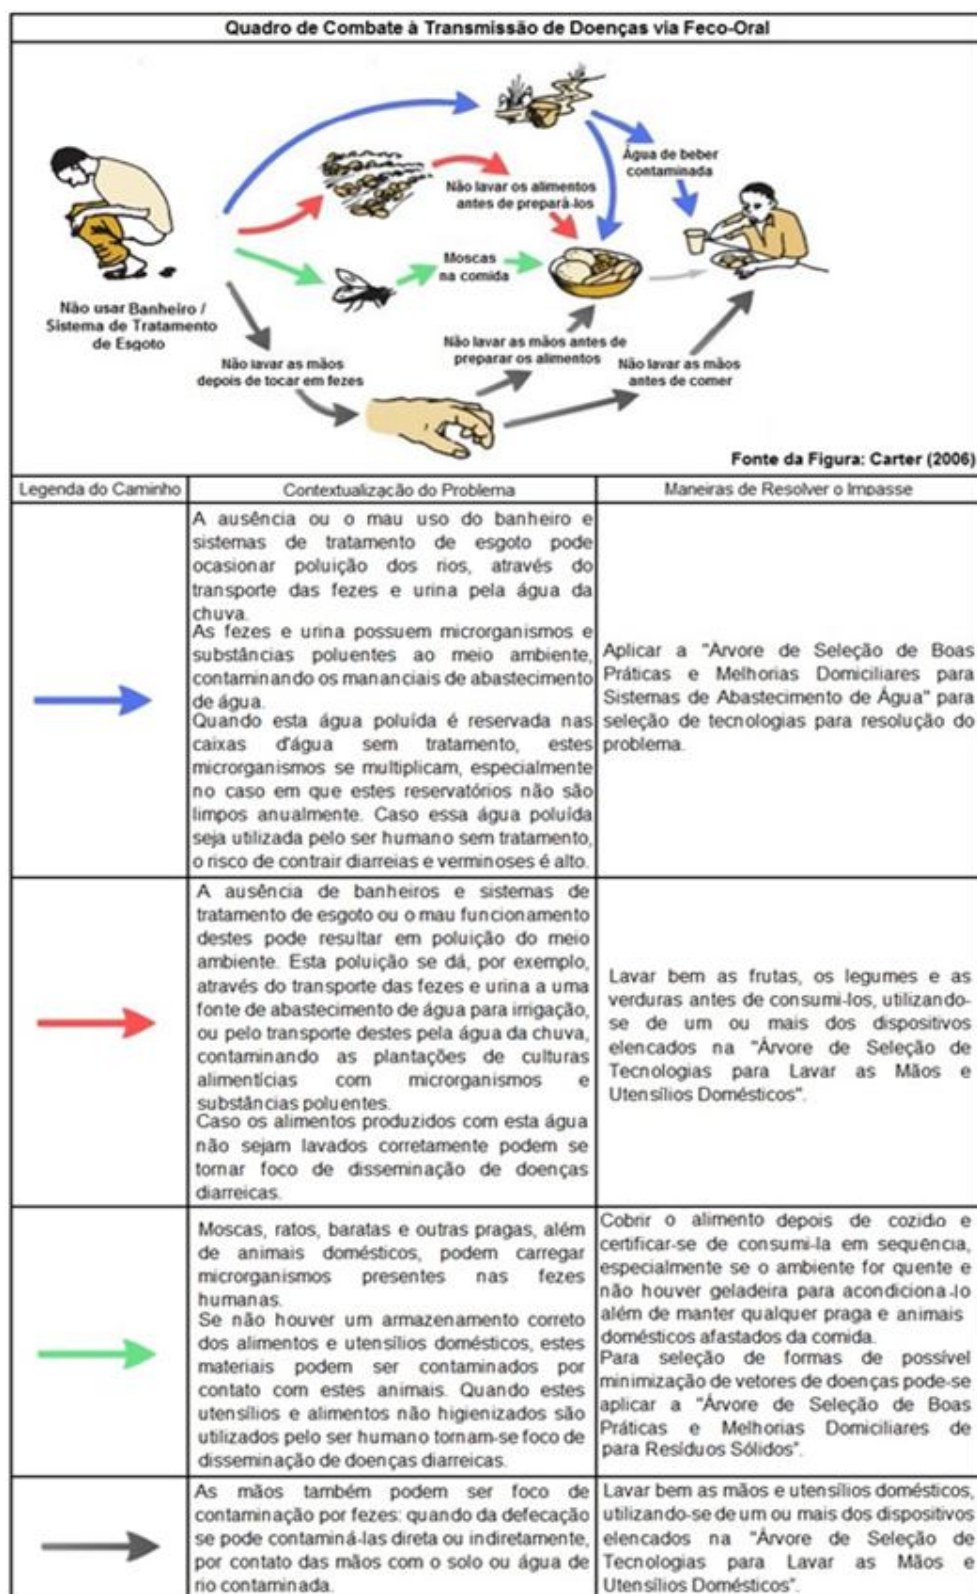 Quadro de Combate à Transmissão de Doenças via Feco-Oral
Água de beber
contaminada
Não lavar os alimentos
antes de prepará-los
Moscas
na comida
Não usar Banheiro /
Sistema de Tratamento
de Esgoto
Não lavar as mãos
depois de tocar em fezes
Não lavar as mãos antes de
preparar os alimentos
Não lavar as mãos
antes de comer
Fonte da Figura: Carter (2006)
Legenda do Caminho
Contextualização do Problema
Maneiras de Resolver o Impasse
A ausência ou o mau uso do banheiro e
sistemas de tratamento de esgoto pode
ocasionar poluição dos rios, através do
transporte das fezes e urina pela água da
chuva.
As fezes e urina possuem microrganismos e
substâncias poluentes ao meio ambiente,
contaminando os mananciais de abastecimento
de água.
Quando esta água poluída é reservada nas
caixas d'água sem tratamento, estes
microrganismos se multiplicam, especialmente
no caso em que estes reservatórios não são
limpos anualmente. Caso essa água poluída
seja utilizada pelo ser humano sem tratamento,
o risco de contrair diarreias e verminoses é alto.
Aplicar a "Árvore de Seleção de Boas
Práticas e Melhorias Domiciliares para
Sistemas de Abastecimento de Água" para
seleção de tecnologias para resolução do
problema.
A ausência de banheiros e sistemas de
tratamento de esgoto ou o mau funcionamento
destes pode resultar em poluição do meio
ambiente. Esta poluição se dá, por exemplo,
através do transporte das fezes e urina a uma
fonte de abastecimento de água para irrigação,
ou pelo transporte destes pela água da chuva,
contaminando as plantações de culturas
alimentícias com microrganismos e
substâncias poluentes.
Caso os alimentos produzidos com esta água
não sejam lavados corretamente podem se
tornar foco de disseminação de doenças
diarreicas.
Lavar bem as frutas, os legumes e as
verduras antes de consumi-los, utilizando-
se de um ou mais dos dispositivos
elencados na "Árvore de Seleção de
Tecnologias para Lavar as Mãos e
Utensílios Domésticos".
Moscas, ratos, baratas e outras pragas, além
de animais domésticos, podem carregar
microrganismos presentes nas fezes
humanas.
Se não houver um armazenamento correto
dos alimentos e utensílios domésticos, estes
materiais podem ser contaminados por
contato com estes animais. Quando estes
utensílios e alimentos não higienizados são
utilizados pelo ser humano tornam-se foco de
disseminação de doenças diarreicas.
Cobrir o alimento depois de cozidio e
certificar-se de consumi-la em sequência,
especialmente se o ambiente for quente e
não houver geladeira para acondiciona-lo
além de manter qualquer praga e animais
domésticos afastados da comida.
Para seleção de formas de possível
minimização de vetores de doenças pode-se
aplicar a "Árvore de Seleção de Boas
Práticas e Melhorias Domiciliares de
para Resíduos Sólidos".
As mãos também podem ser foco de
contaminação por fezes: quando da defecação
se pode contaminá-las direta ou indiretamente,
por contato das mãos com o solo ou água de
rio contaminada.
Lavar bem as mãos e utensílios domésticos,
utilizando-se de um ou mais dos dispositivos
elencados na "Árvore de Seleção de
Tecnologias para Lavar as Mãos e
Utensílios Domésticos".